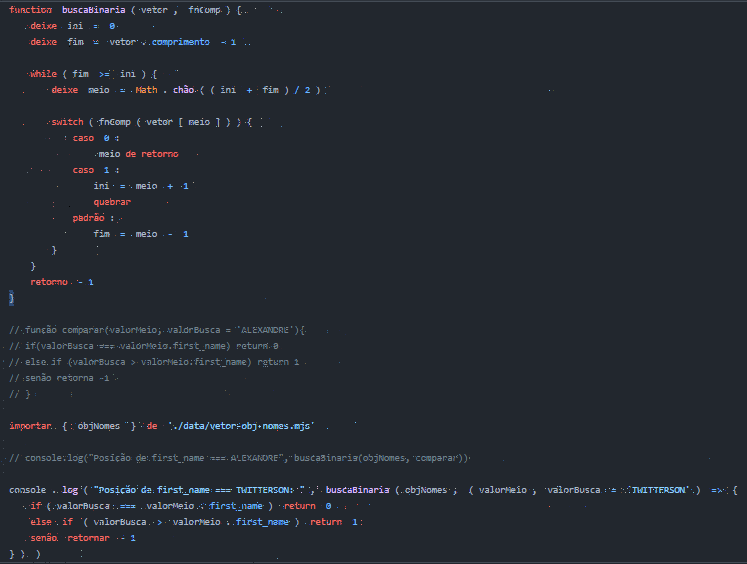 function buscaBinaria ( vetor , fnComp ) {
deixe ini = 0
deixe fim = vetor . comprimento - 1
While ( fim >= ini ) {
deixe meio = Math . chão ( ( ini + fim ) / 2 )
switch ( fnComp ( vetor [ meio ] ) ) {
caso 0 :
meio de retorno
caso 1 :
ini = meio + 1
quebrar
padrão :
fim = meio - 1
}
}
retorno - 1
}
// função comparar(valorMeio, valorBusca = 'ALEXANDRE'){
// if(valorBusca === valorMeio.first_name) return 0
// else if (valorBusca > valorMeio.first_name) return 1
// senão retorna -1
// }
importar { objNomes } de './data/vetor-obj-nomes.mjs'
// console.log("Posição de first_name === ALEXANDRE", buscaBinaria(objNomes, comparar))
console . log ( "Posição de first_name === TWITTERSON: " , buscaBinaria ( objNomes , ( valorMeio , valorBusca = 'TWITTERSON' ) => {
if ( valorBusca === valorMeio . first_name ) return 0
else if ( valorBusca > valorMeio . first_name ) return 1
senão retornar - 1
} ) )